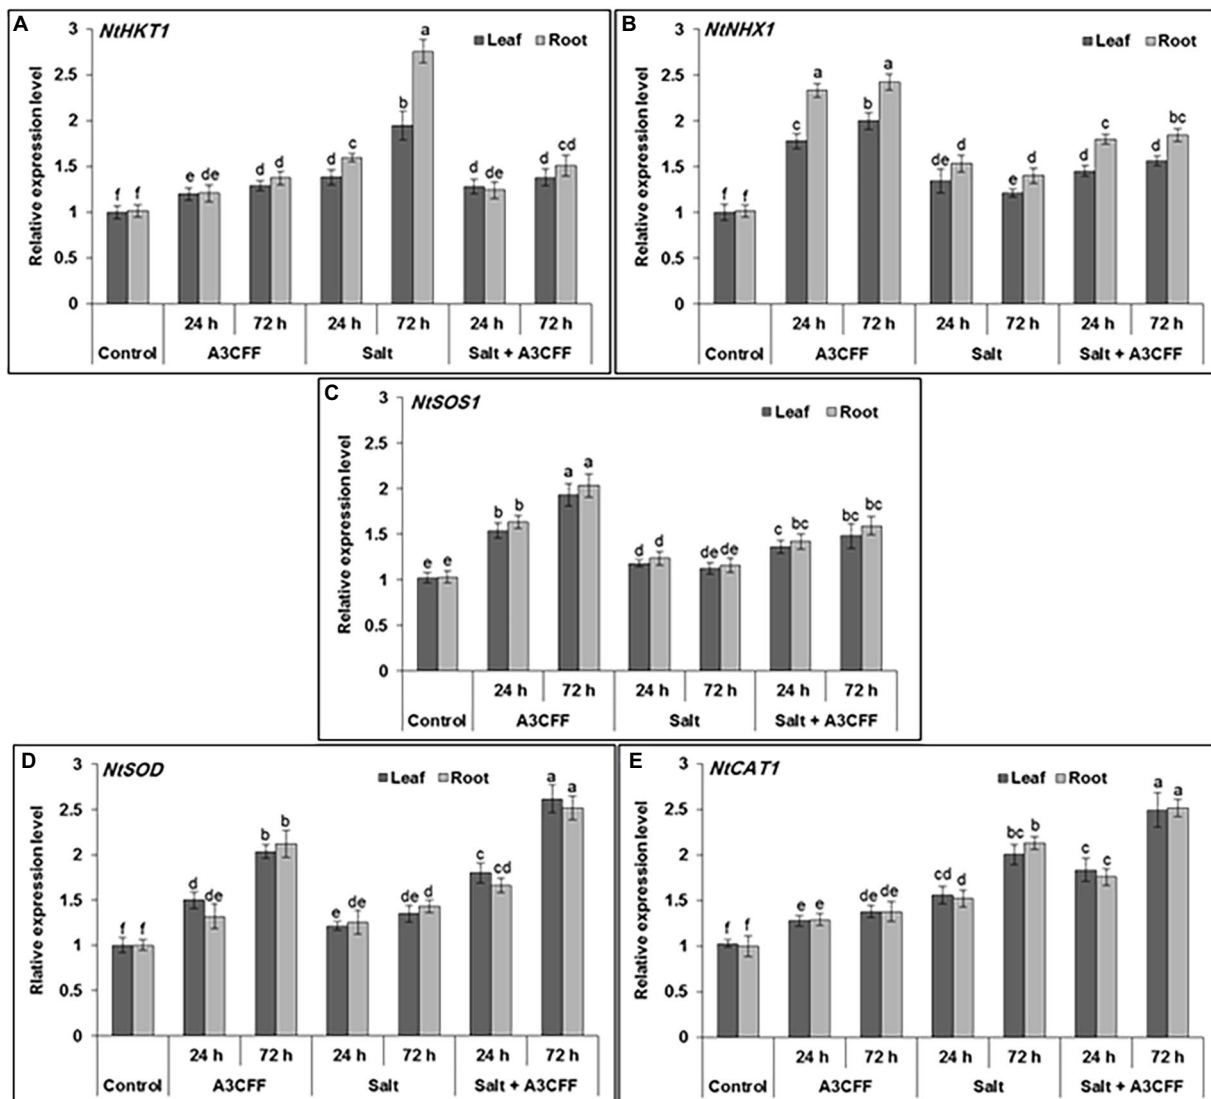 A
NtHKT1
Leaf Root
Relative expression level
3
2.5
2
1.5
1
0.5
0
f f e de d d d c b a d de d cd
24 h 72 h 24 h 72 h 24 h 72 h
Control A3CFF Salt Salt + A3CFF
B
NtNHX1
Leaf Root
Relative expression level
3
2.5
2
1.5
1
0.5
0
f f c a b a de d e d d c d bc
24 h 72 h 24 h 72 h 24 h 72 h
Control A3CFF Salt Salt + A3CFF
C
NtSOS1
Leaf Root
Relative expression level
3
2.5
2
1.5
1
0.5
0
e e b b a a d d de de c bc bc bc
24 h 72 h 24 h 72 h 24 h 72 h
Control A3CFF Salt Salt + A3CFF
D
NtSOD
Leaf Root
Rlative expression level
3
2.5
2
1.5
1
0.5
0
f f d de b b e de de d c cd a a
24 h 72 h 24 h 72 h 24 h 72 h
Control A3CFF Salt Salt + A3CFF
E
NtCAT1
Leaf Root
Relative expression level
3
2.5
2
1.5
1
0.5
0
f f e e de de cd d bc b c c a a
24 h 72 h 24 h 72 h 24 h 72 h
Control A3CFF Salt Salt + A3CFF